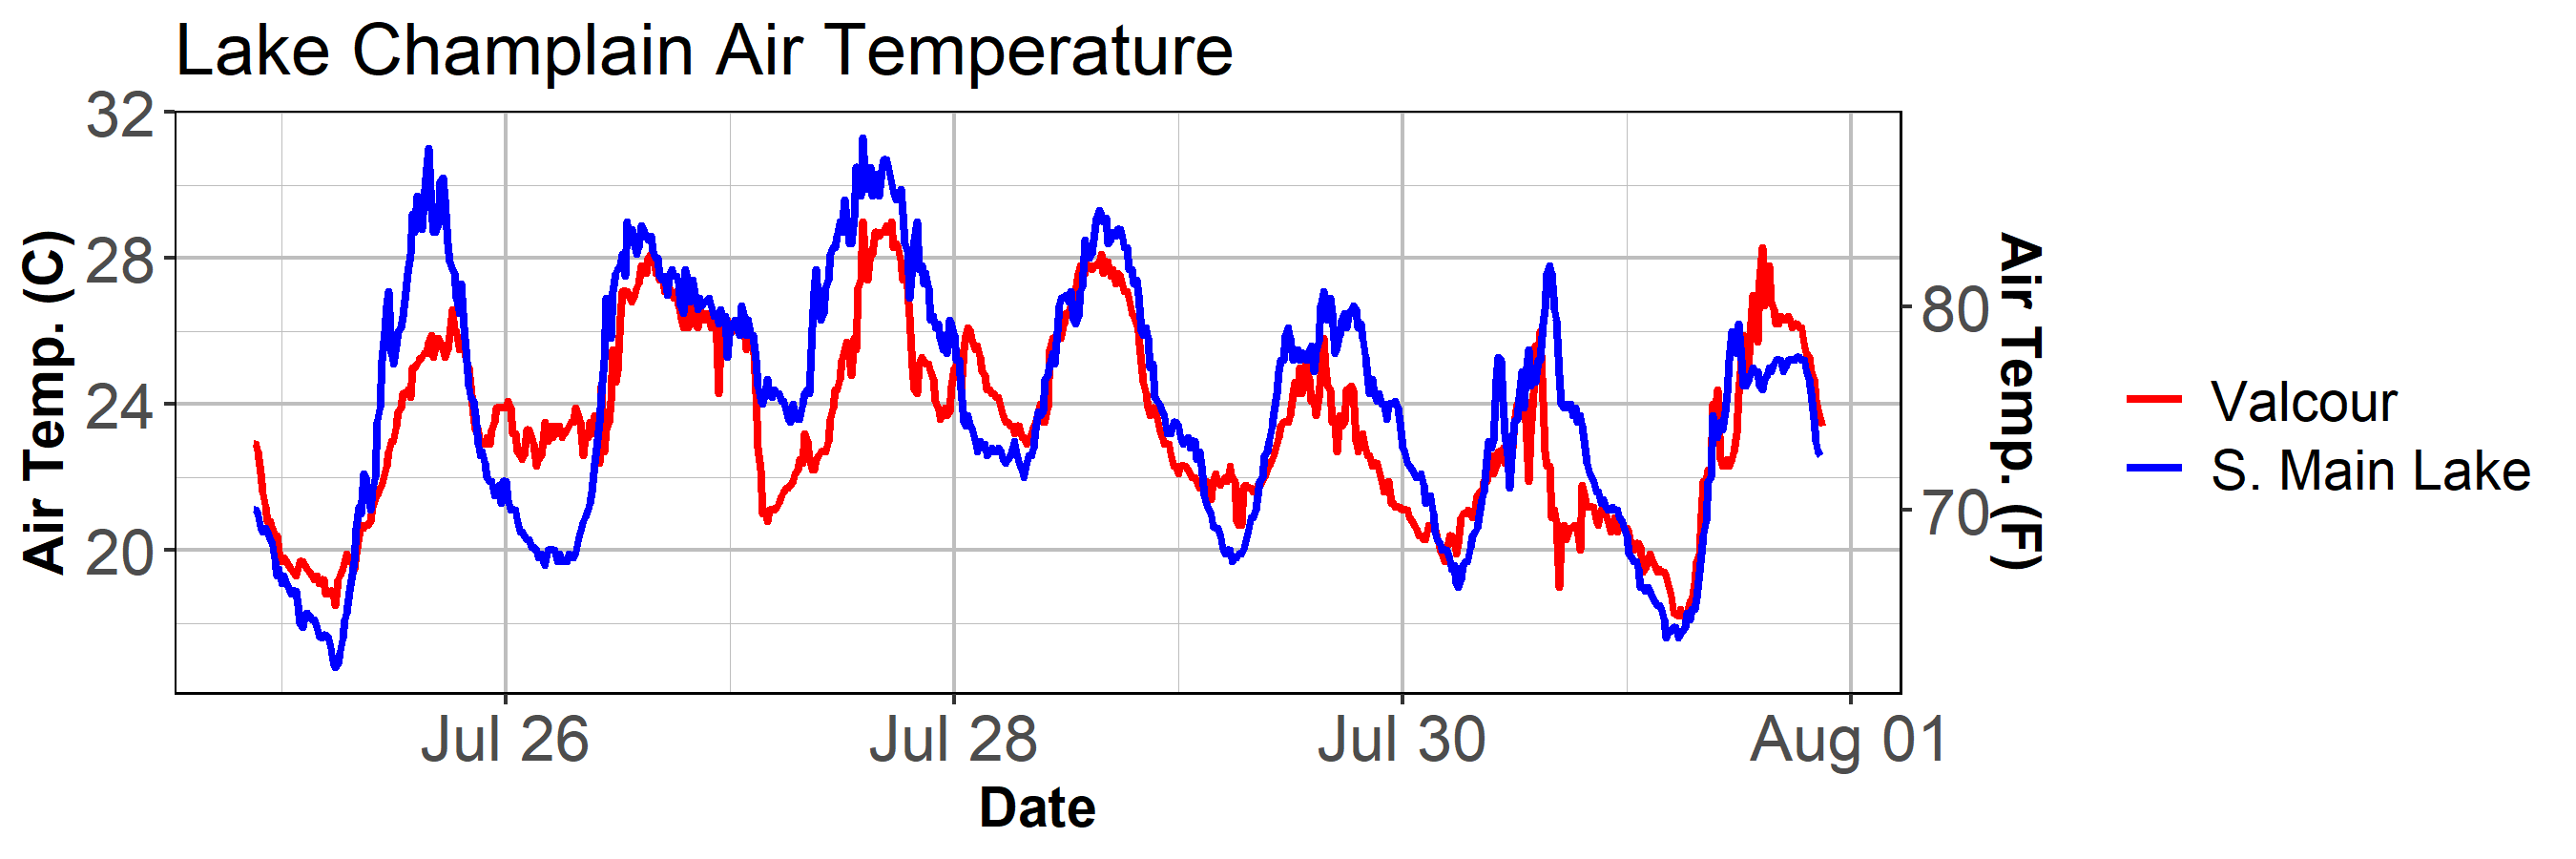 Lake Champlain Air Temperature
32
28
24
20
Air Temp. (C)
80
70
Air Temp. (F)
Jul 26
Jul 28
Jul 30
Aug 01
Date
Valcour
S. Main Lake